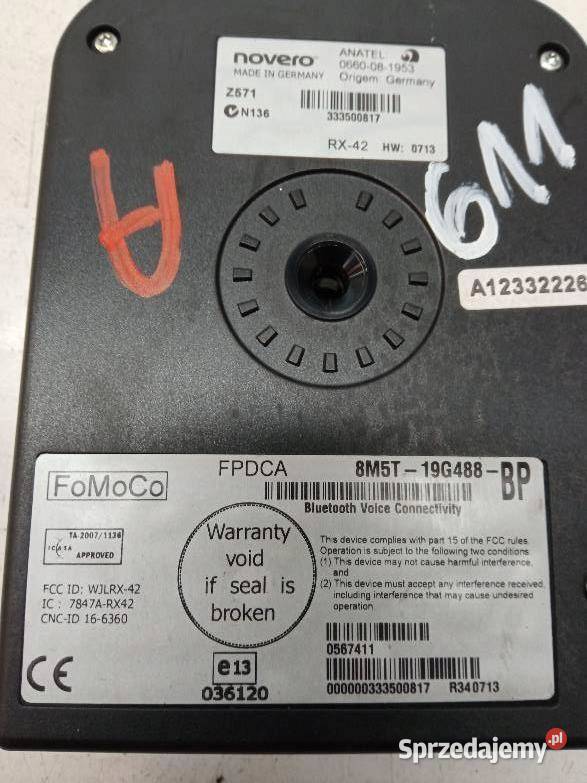 novero
MADE IN GERMANY
ANATEL:
0660-08-1953
Origem: Germany
Z571
N136
333500817
RX-42 HW: 0713
A
611
A12332226
FoMoCo
FPDCA
8M5T-19G488-BP
Bluetooth Voice Connectivity
TA-2007/1136
ICASA APPROVED
Warranty
void
if seal is
broken
This device complies with part 15 of the FCC rules.
Operation is subject to the following two conditions
(1) This device may not cause harmful interference,
and
(2) This device must accept any interference received,
including interference that may cause undesired
operation.
FCC ID: WJLRX-42
IC : 7847A-RX42
CNC-ID 16-6360
CE
e13
036120
0567411
000000333500817 R340713
Sprzedajemy.pl